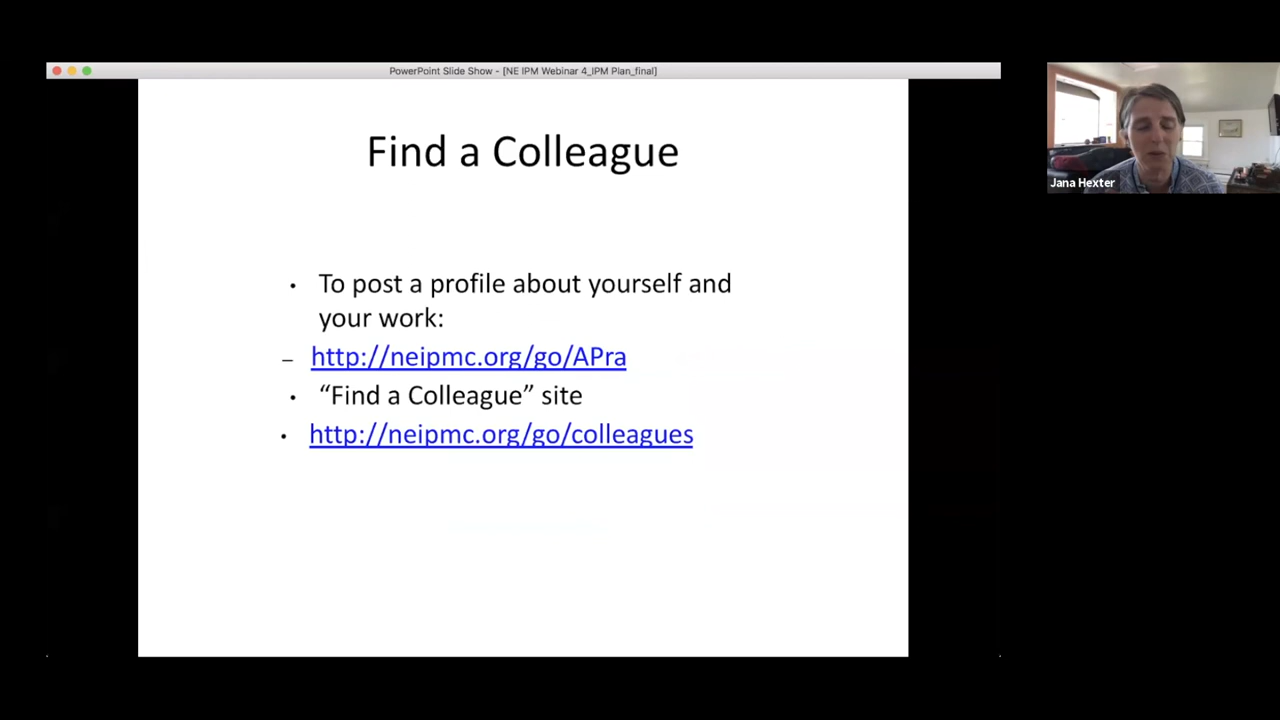 PowerPoint Slide Show - [NE IPM Webinar 4_IPM Plan_final]
Find a Colleague
• To post a profile about yourself and
your work:
– http://neipmc.org/go/APra
• “Find a Colleague” site
• http://neipmc.org/go/colleagues
Jana Hexter